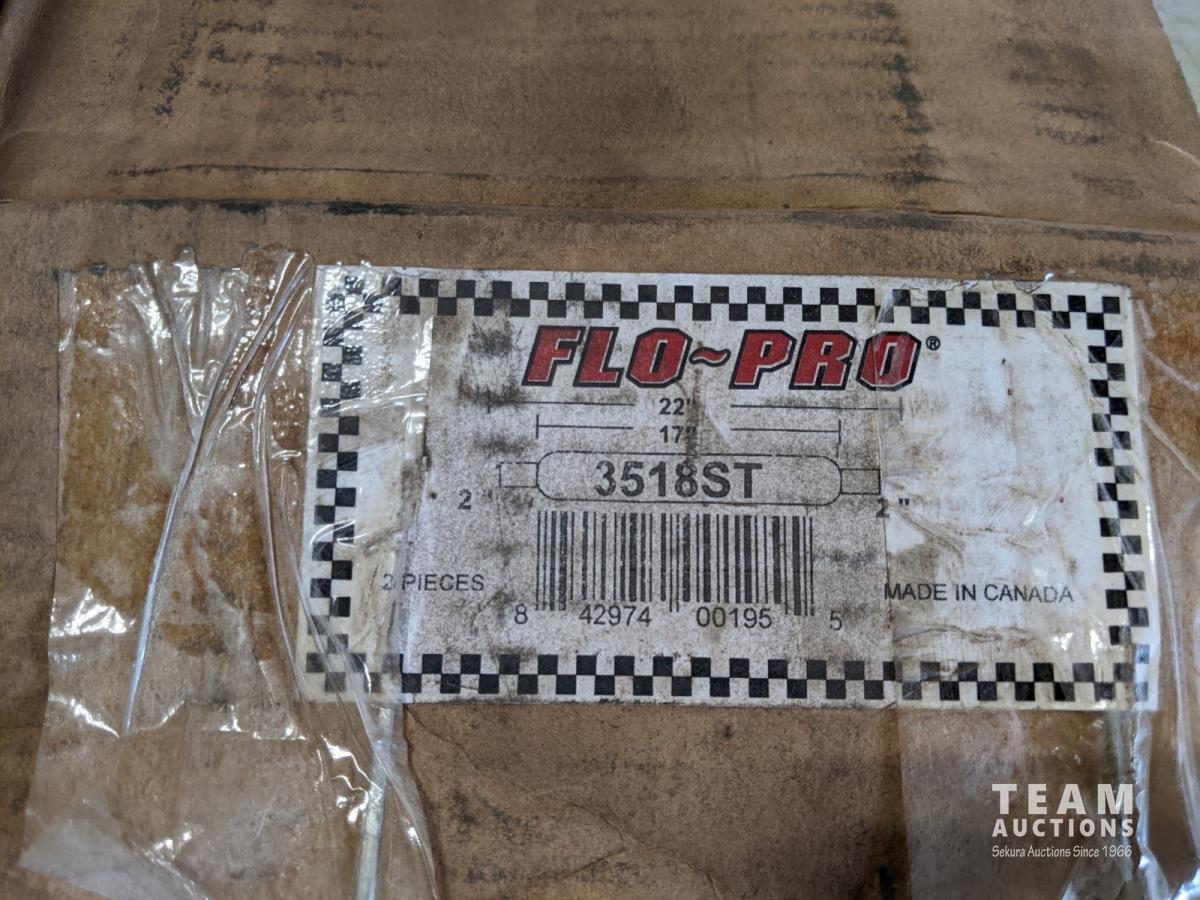 FLO~PRO®
22"
17"
3518ST
2 " 2 "
2 PIECES MADE IN CANADA
8 42974 00195 5
TEAM
AUCTIONS
Sekura Auctions Since 1966